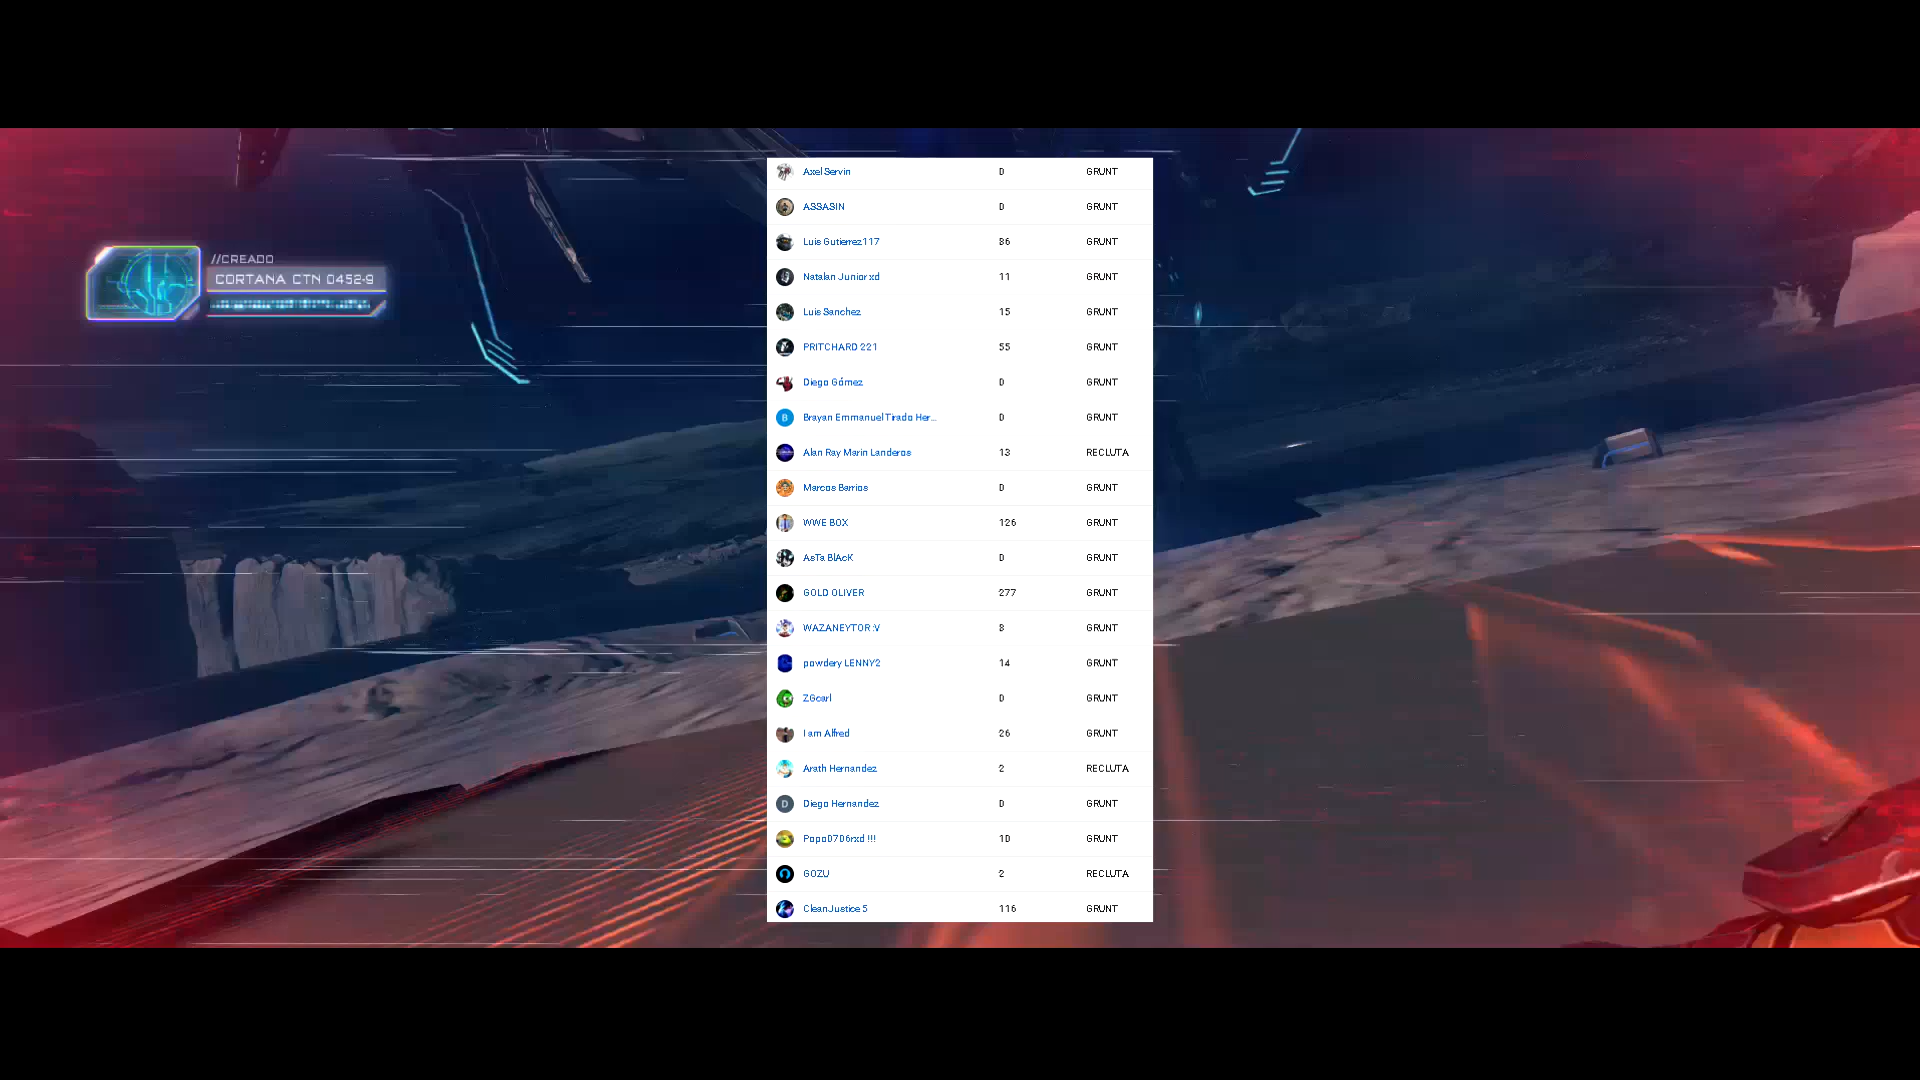 //CREADO
CORTANA CTN 0452-9
Axel Servin 0 GRUNT
ASSASIN 0 GRUNT
Luis Gutierrez117 86 GRUNT
Natalan Junior xd 11 GRUNT
Luis Sanchez 15 GRUNT
PRITCHARD 221 55 GRUNT
Diego Gómez 0 GRUNT
B Brayan Emmanuel Tirado Her... 0 GRUNT
Alan Ray Marin Landeros 13 RECLUTA
Marcos Barrios 0 GRUNT
WWE BOX 126 GRUNT
AsTa BlAcK 0 GRUNT
GOLD OLIVER 277 GRUNT
WAZANEYTOR :V 8 GRUNT
powdery LENNY2 14 GRUNT
ZGcarl 0 GRUNT
I am Alfred 26 GRUNT
Arath Hernandez 2 RECLUTA
D Diego Hernandez 0 GRUNT
Popo0706rxd !!! 10 GRUNT
GOZU 2 RECLUTA
CleanJustice 5 116 GRUNT